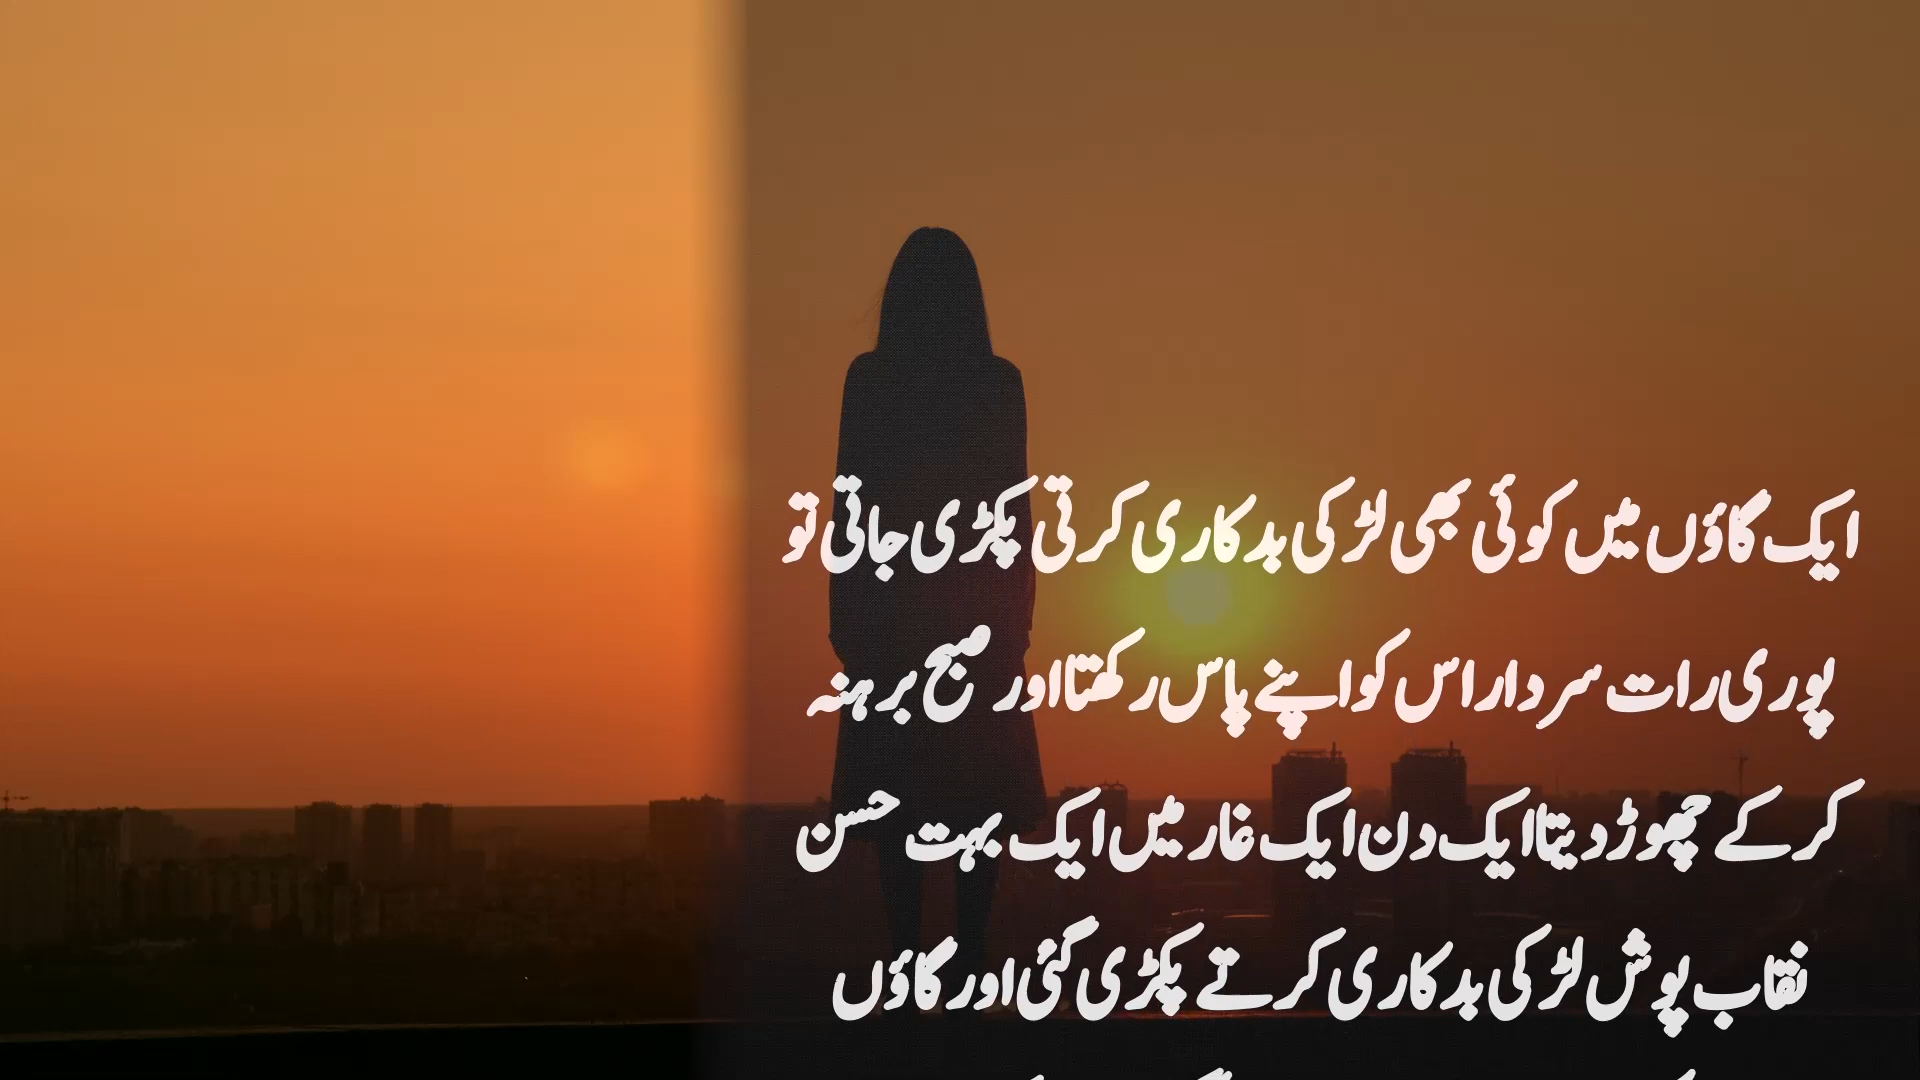 ایک گاؤں میں کوئی بھی لڑکی بدکاری کرتی پکڑی جاتی تو
پوری رات سردار اس کو اپنے پاس رکھتا اور صبح برہنہ
کر کے چھوڑ دیتا ایک دن ایک غار میں ایک بہت حسن
نقاب پوش لڑکی بدکاری کرتے پکڑی گئی اور گاؤں